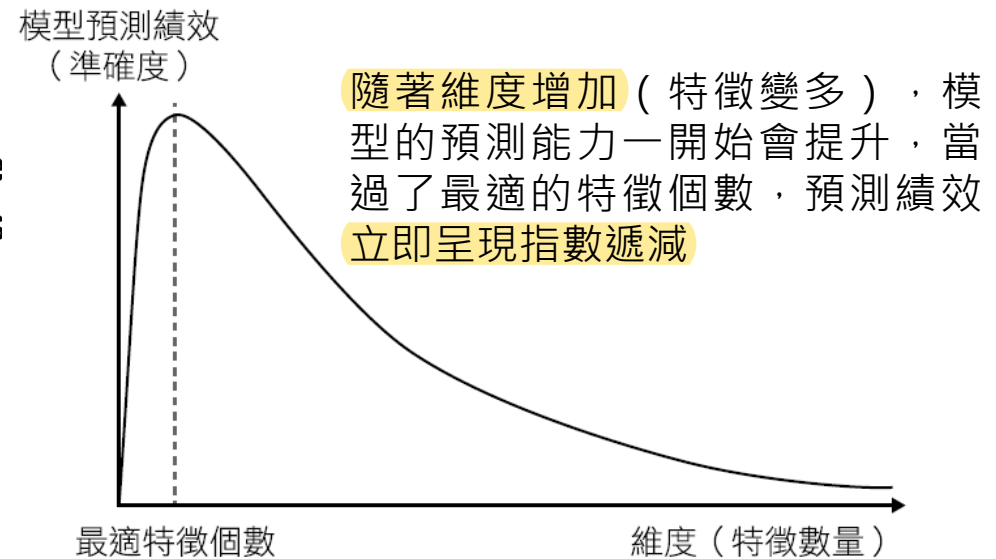 模型預測績效
（準確度）
隨著維度增加（特徵變多），模
型的預測能力一開始會提升，當
過了最適的特徵個數，預測績效
立即呈現指數遞減
最適特徵個數
維度（特徵數量）